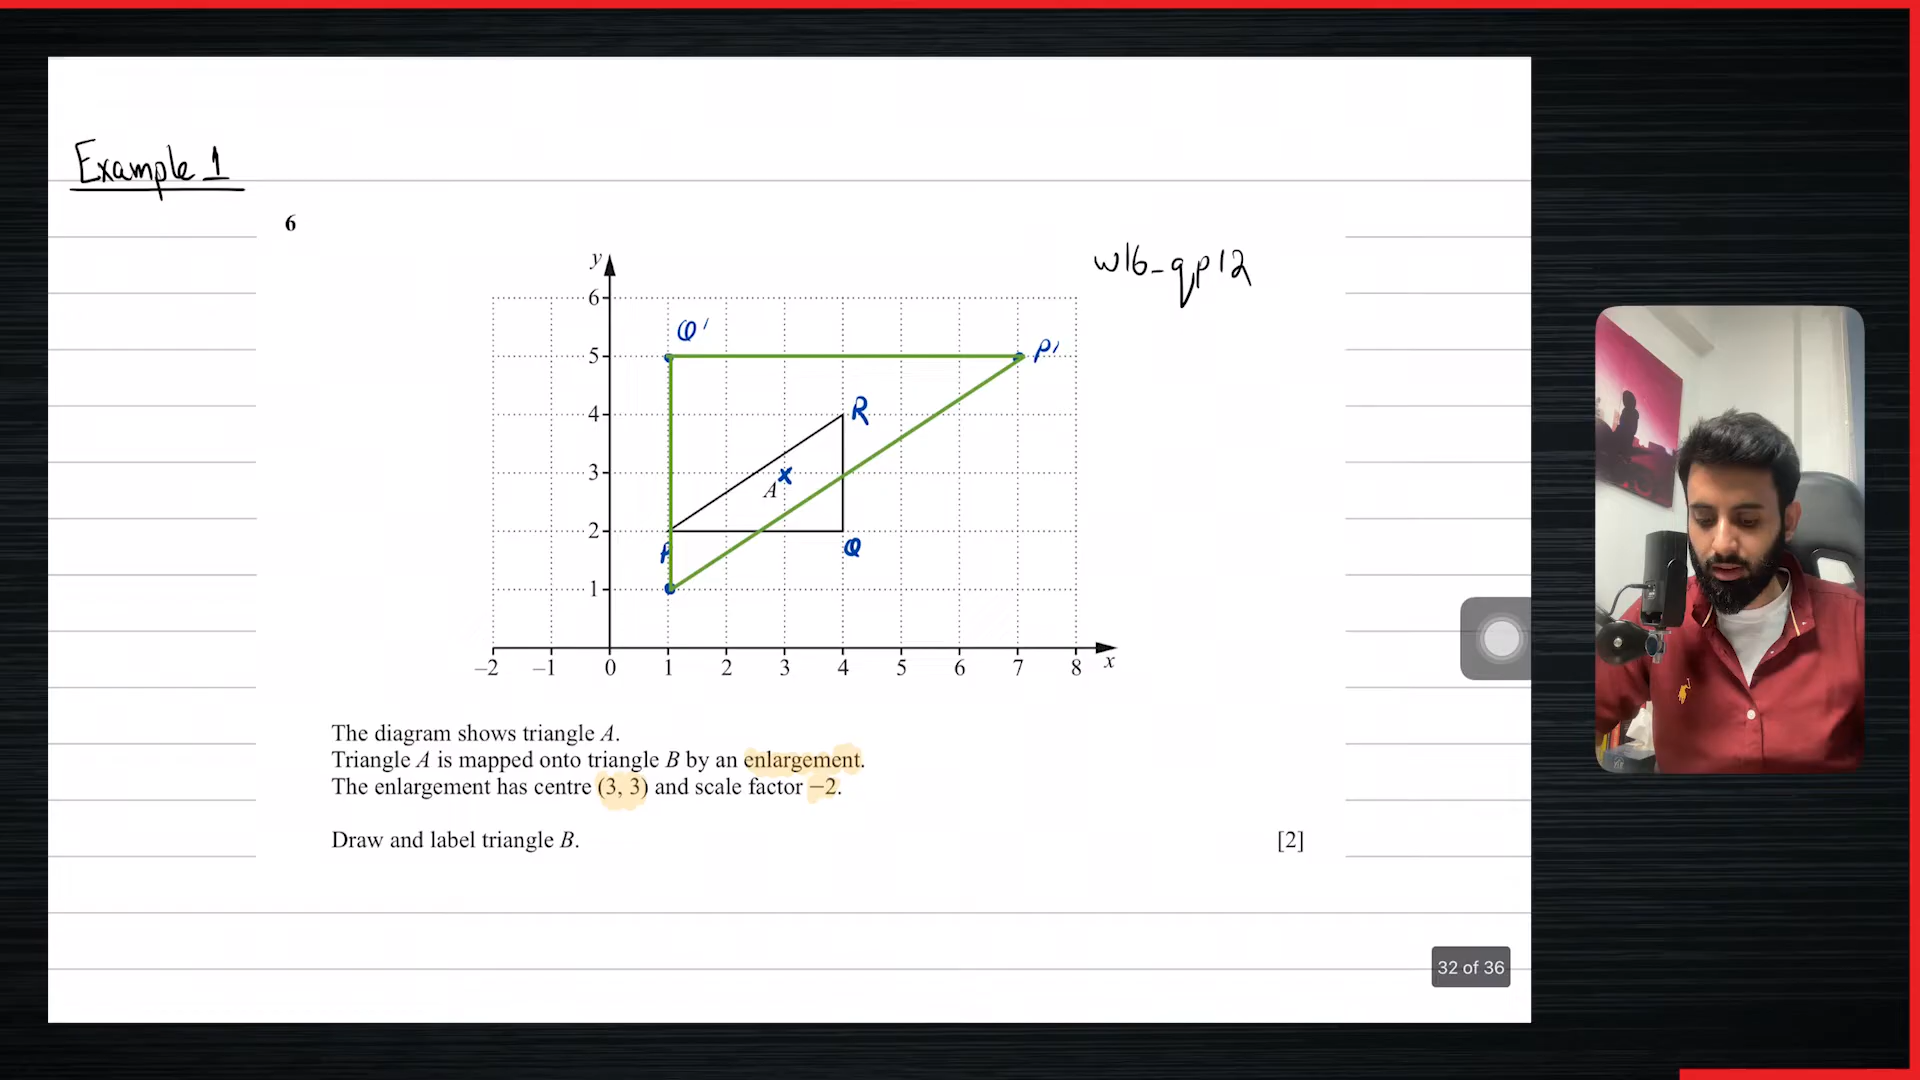 Example 1
6
w16-qp12
y
6
Q'
5
P'
4
R
3
A
2
P
Q
1
–2 –1 0 1 2 3 4 5 6 7 8 x
The diagram shows triangle A.
Triangle A is mapped onto triangle B by an enlargement.
The enlargement has centre (3, 3) and scale factor −2.
Draw and label triangle B. [2]
32 of 36